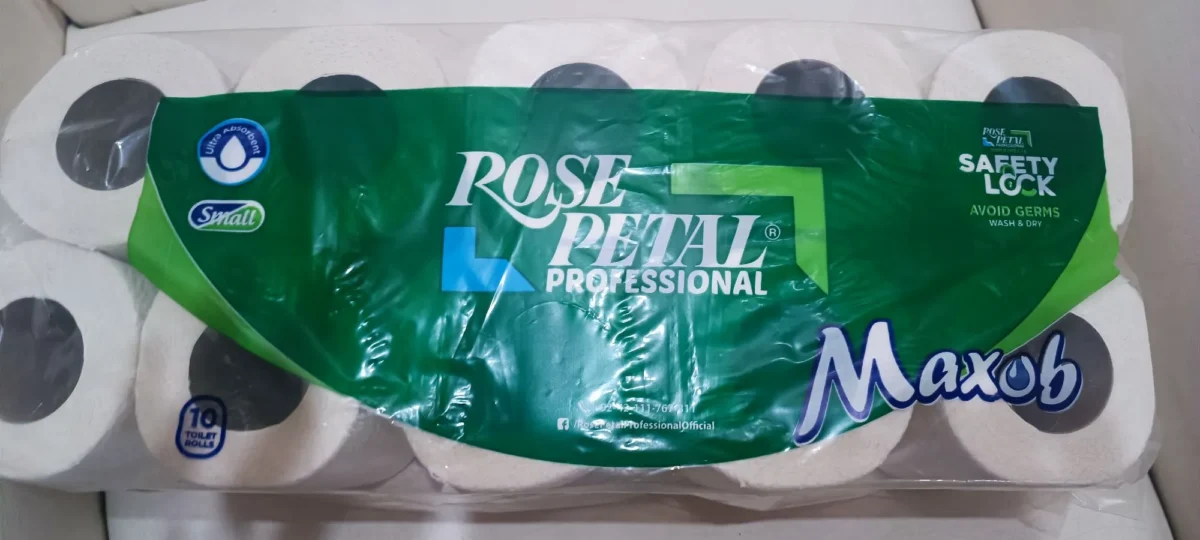 Ultra Absorbent
Small
ROSE
PETAL®
PROFESSIONAL
ROSE
PETAL
SAFETY
LOCK
AVOID GERMS
WASH & DRY
Maxob
10
TOILET
ROLLS
/RosePetalProfessionalOfficial